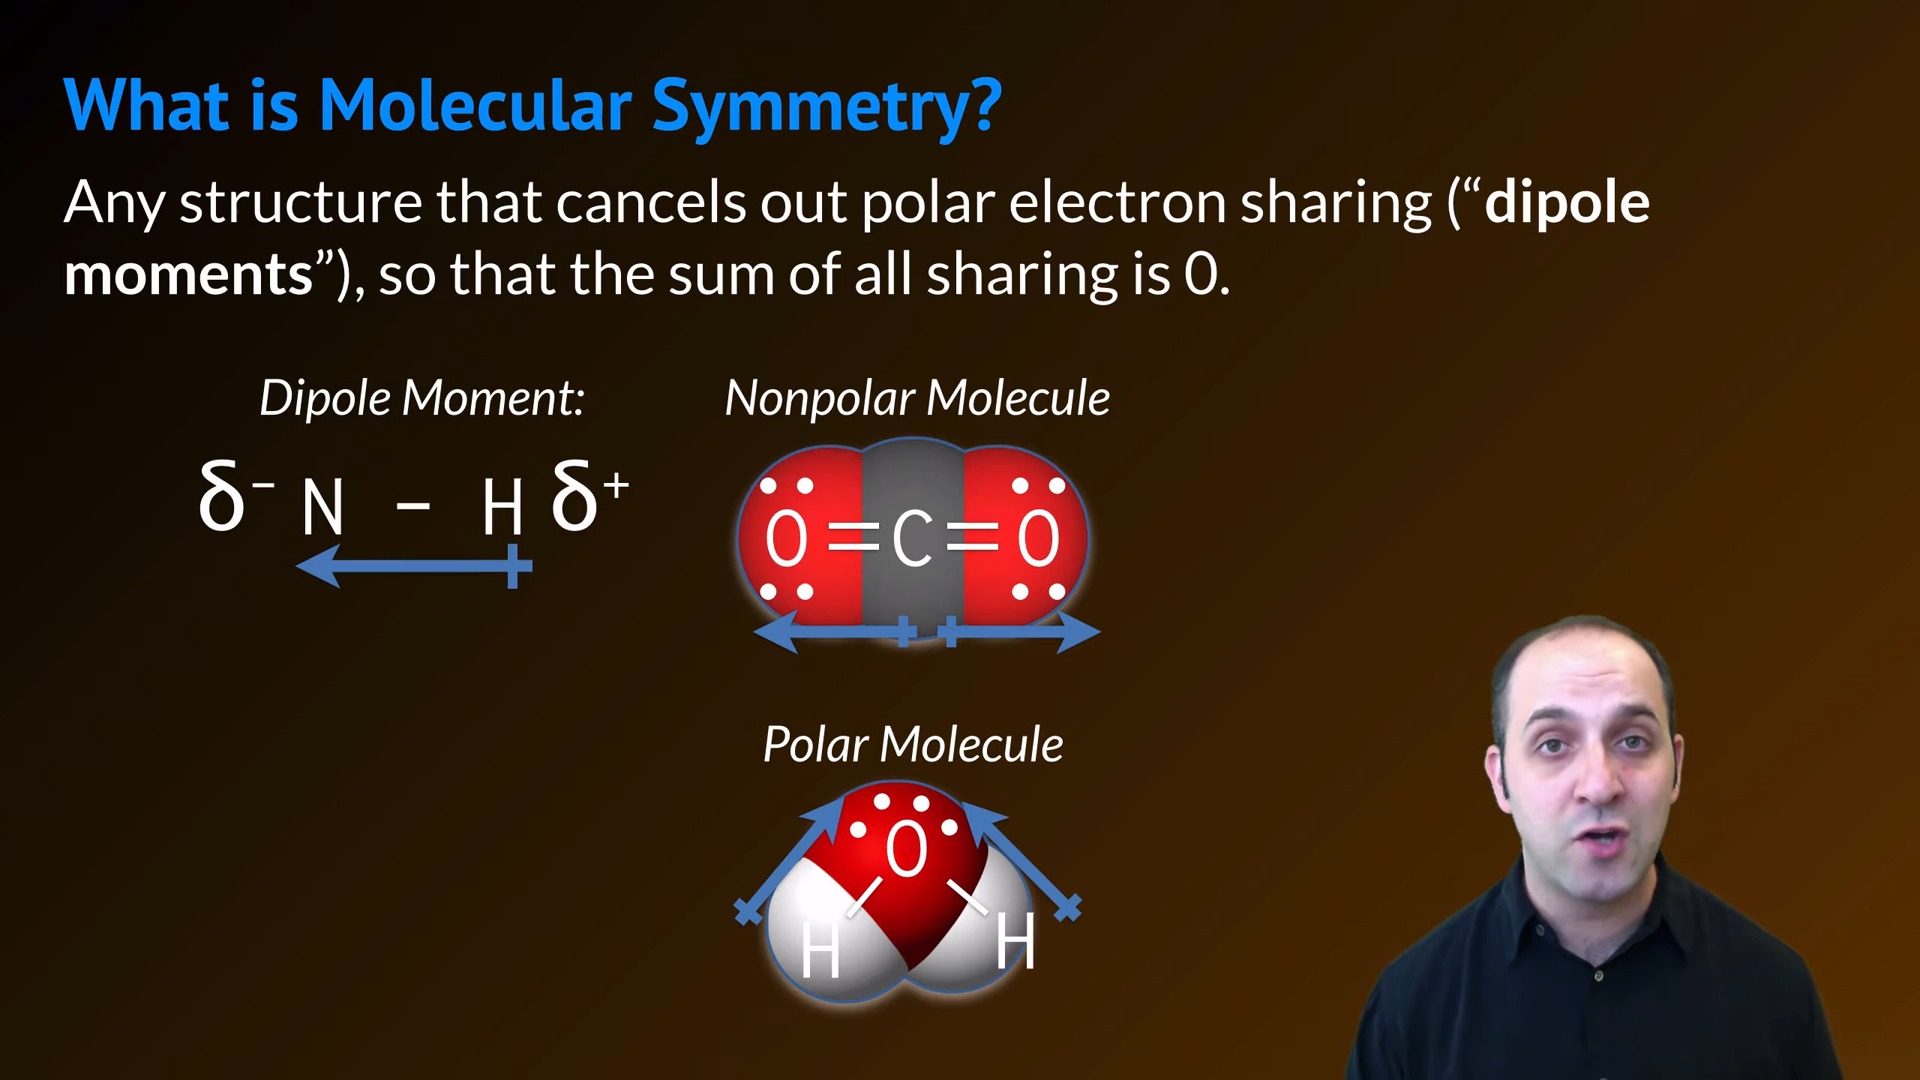 What is Molecular Symmetry?
Any structure that cancels out polar electron sharing (“dipole
moments”), so that the sum of all sharing is 0.
Dipole Moment:
δ⁻ N – H δ⁺
Nonpolar Molecule
O=C=O
Polar Molecule
O
H H